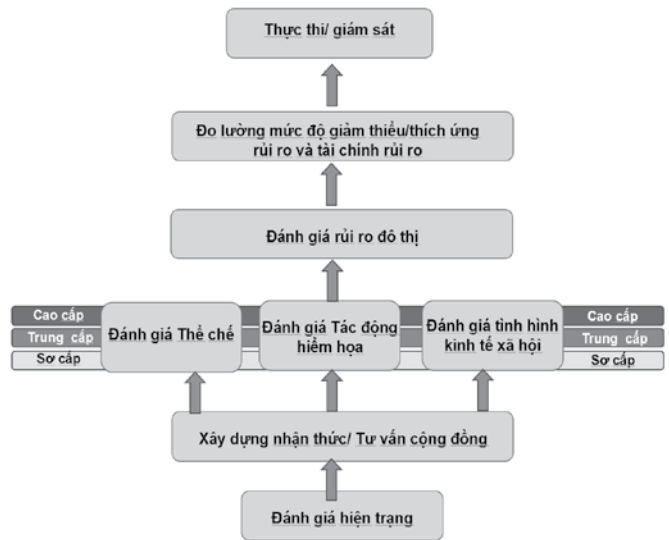 Thực thi/ giám sát
Đo lường mức độ giảm thiểu/thích ứng
rủi ro và tài chính rủi ro
Đánh giá rủi ro đô thị
Cao cấp
Trung cấp
Sơ cấp
Đánh giá Thể chế
Đánh giá Tác động
hiểm họa
Đánh giá tình hình
kinh tế xã hội
Cao cấp
Trung cấp
Sơ cấp
Xây dựng nhận thức/ Tư vấn cộng đồng
Đánh giá hiện trạng